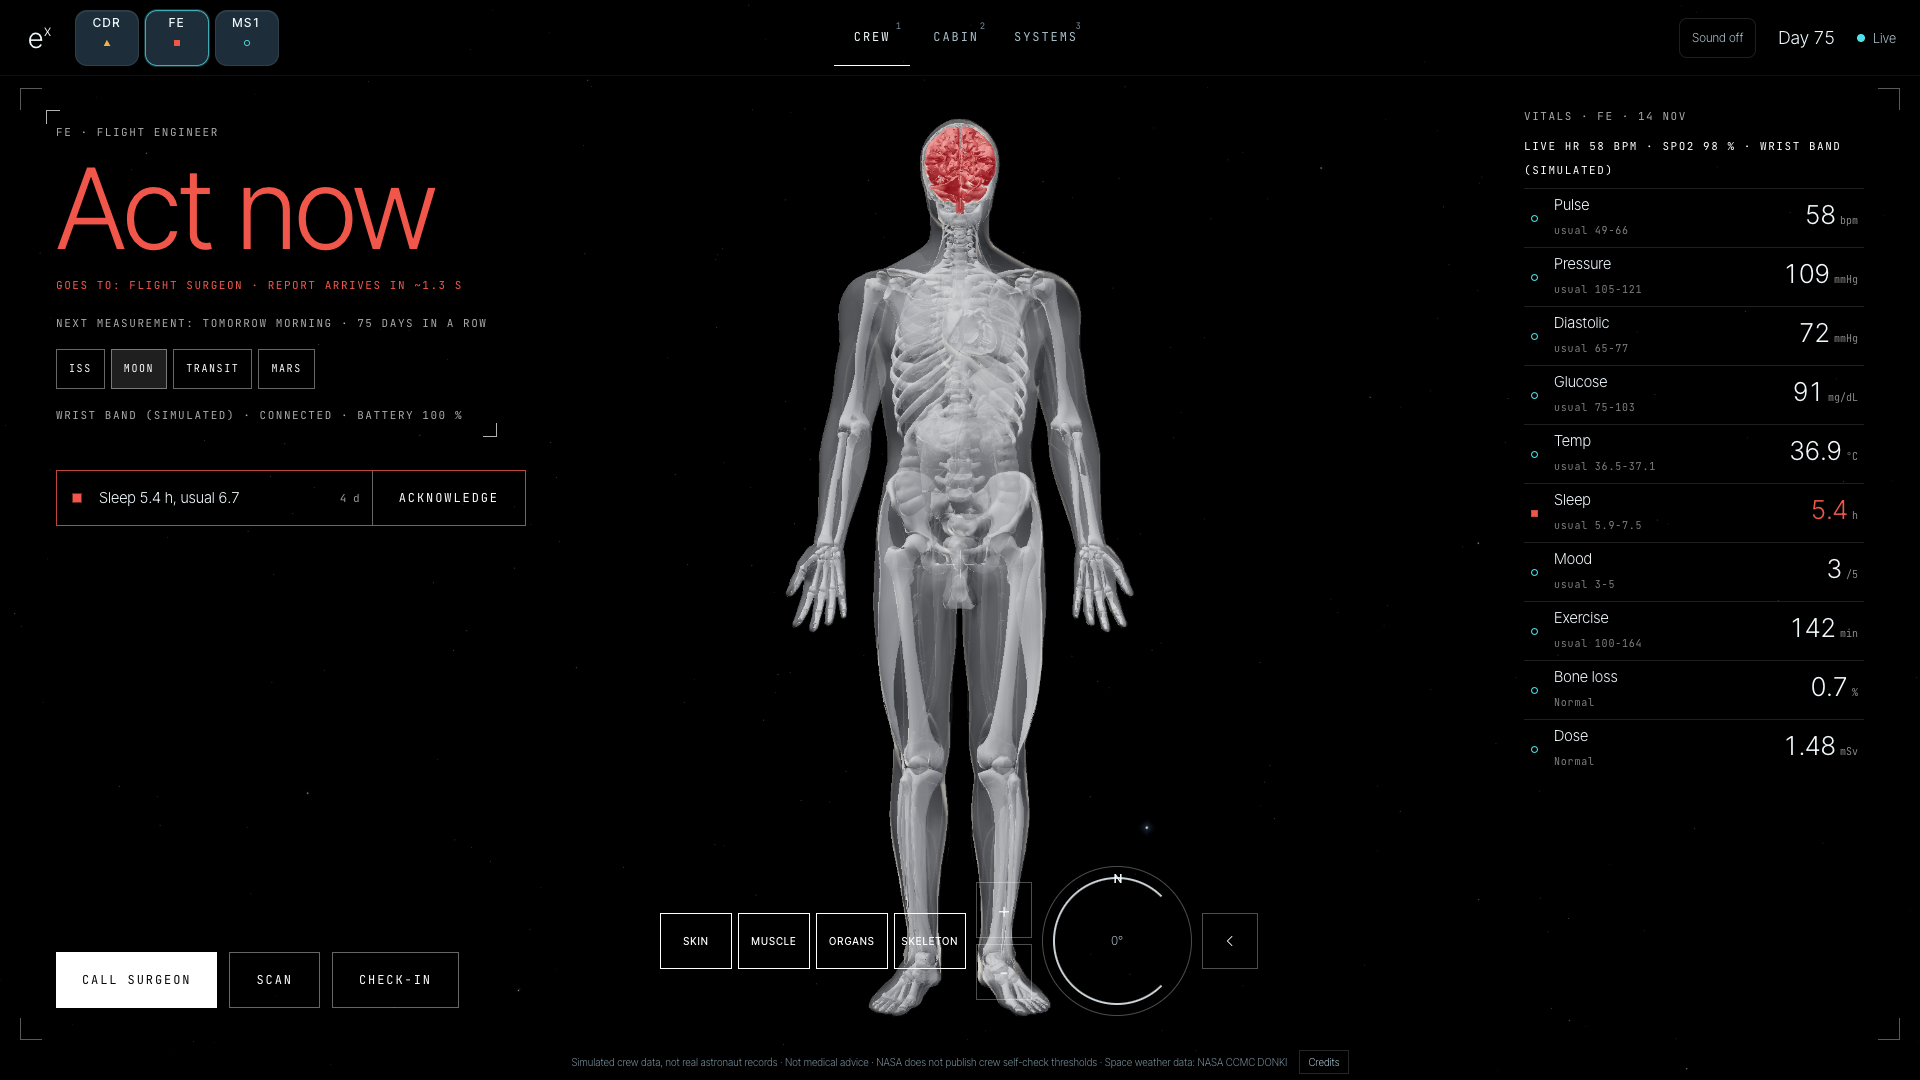 eˣ
CDR
FE
MS1
CREW 1
CABIN 2
SYSTEMS 3
Sound off
Day 75
Live
FE · FLIGHT ENGINEER
Act now
GOES TO: FLIGHT SURGEON · REPORT ARRIVES IN ~1.3 S
NEXT MEASUREMENT: TOMORROW MORNING · 75 DAYS IN A ROW
ISS
MOON
TRANSIT
MARS
WRIST BAND (SIMULATED) · CONNECTED · BATTERY 100 %
Sleep 5.4 h, usual 6.7
4 d
ACKNOWLEDGE
CALL SURGEON
SCAN
CHECK-IN
SKIN
MUSCLE
ORGANS
SKELETON
+
-
N
0°
VITALS · FE · 14 NOV
LIVE HR 58 BPM · SPO2 98 % · WRIST BAND
(SIMULATED)
Pulse
usual 49-66
58 bpm
Pressure
usual 105-121
109 mmHg
Diastolic
usual 65-77
72 mmHg
Glucose
usual 75-103
91 mg/dL
Temp
usual 36.5-37.1
36.9 °C
Sleep
usual 5.9-7.5
5.4 h
Mood
usual 3-5
3 /5
Exercise
usual 100-164
142 min
Bone loss
Normal
0.7 %
Dose
Normal
1.48 mSv
Simulated crew data, not real astronaut records · Not medical advice · NASA does not publish crew self-check thresholds · Space weather data: NASA CCMC DONKI
Credits